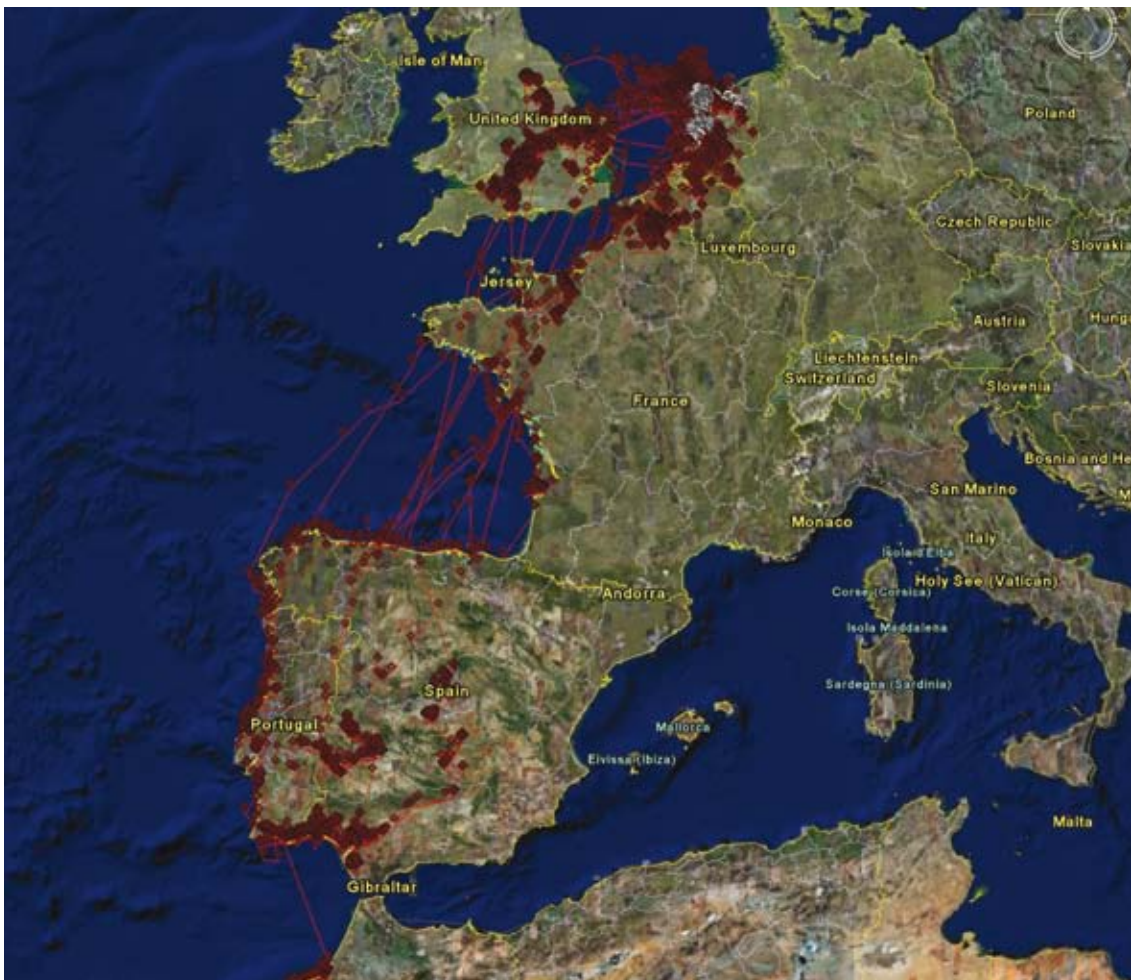 Isle of Man
United Kingdom
Poland
Czech Republic
Luxembourg
Slovakia
Jersey
Austria
Hung
Liechtenstein
Switzerland
Slovenia
France
Bosnia and He
San Marino
M
Monaco
Italy
Isola d'Elba
Holy See (Vatican)
Andorra
Corse (Corsica)
Isola Maddalena
Sardegna (Sardinia)
Spain
Portugal
Mallorca
Eivissa (Ibiza)
Malta
Gibraltar